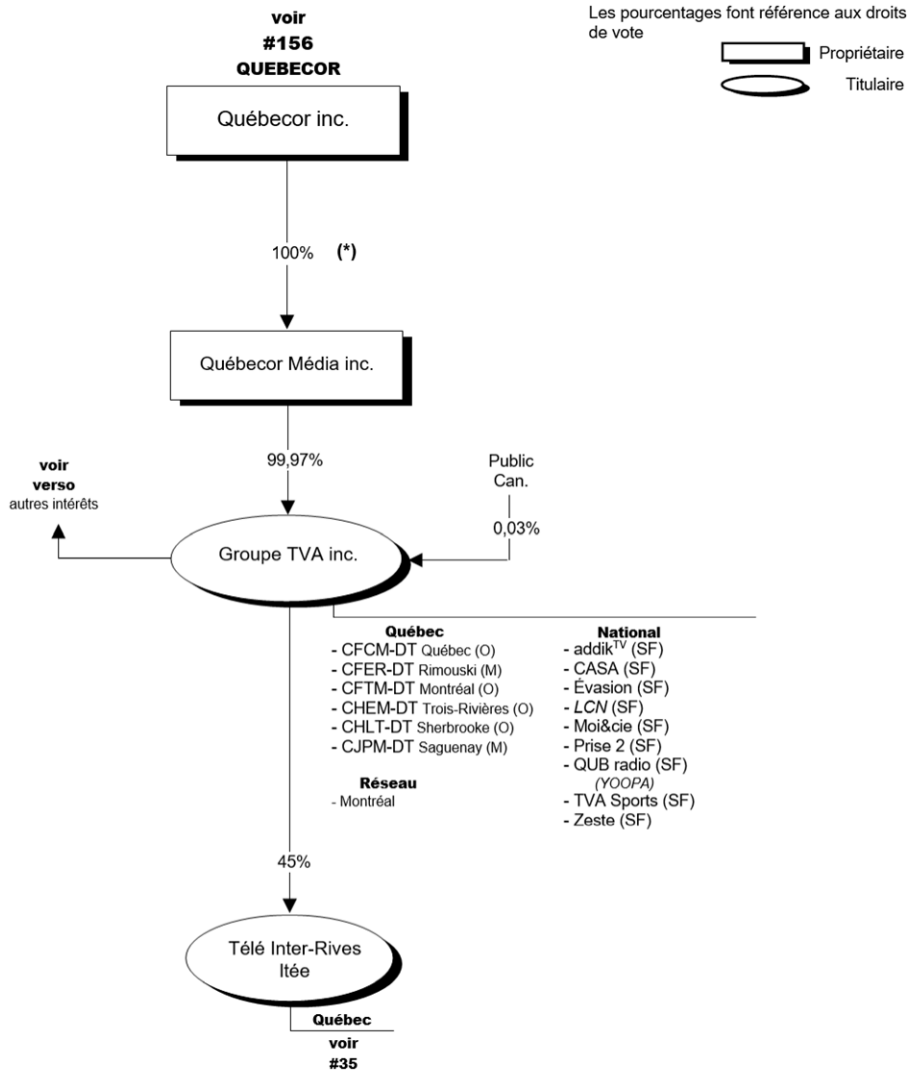 voir
#156
QUEBECOR
Les pourcentages font référence aux droits
de vote
Propriétaire
Titulaire
Québecor inc.
100% (*)
Québecor Média inc.
99,97%
Public
Can.
0,03%
voir
verso
autres intérêts
Groupe TVA inc.
Québec
- CFCM-DT Québec (O)
- CFER-DT Rimouski (M)
- CFTM-DT Montréal (O)
- CHEM-DT Trois-Rivières (O)
- CHLT-DT Sherbrooke (O)
- CJPM-DT Saguenay (M)
Réseau
- Montréal
National
- addikTV (SF)
- CASA (SF)
- Évasion (SF)
- LCN (SF)
- Moi&cie (SF)
- Prise 2 (SF)
- QUB radio (SF)
(YOOPA)
- TVA Sports (SF)
- Zeste (SF)
45%
Télé Inter-Rives
ltée
Québec
voir
#35